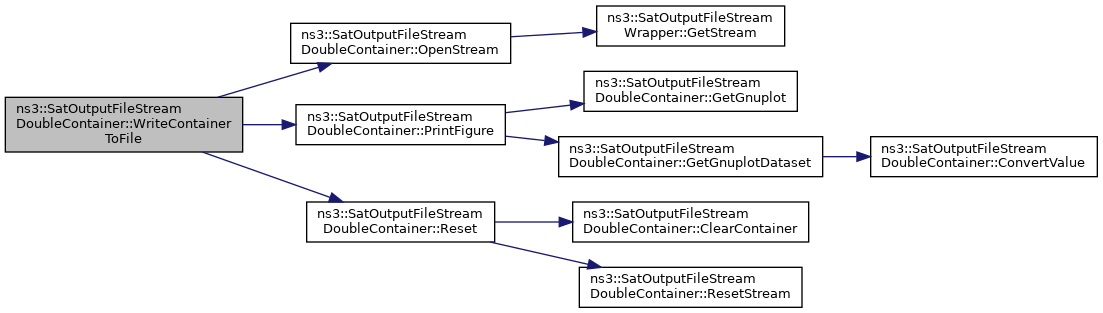 ns3::SatOutputFileStream
DoubleContainer::WriteContainer
ToFile
ns3::SatOutputFileStream
DoubleContainer::OpenStream
ns3::SatOutputFileStream
Wrapper::GetStream
ns3::SatOutputFileStream
DoubleContainer::PrintFigure
ns3::SatOutputFileStream
DoubleContainer::GetGnuplot
ns3::SatOutputFileStream
DoubleContainer::GetGnuplotDataset
ns3::SatOutputFileStream
DoubleContainer::ConvertValue
ns3::SatOutputFileStream
DoubleContainer::Reset
ns3::SatOutputFileStream
DoubleContainer::ClearContainer
ns3::SatOutputFileStream
DoubleContainer::ResetStream